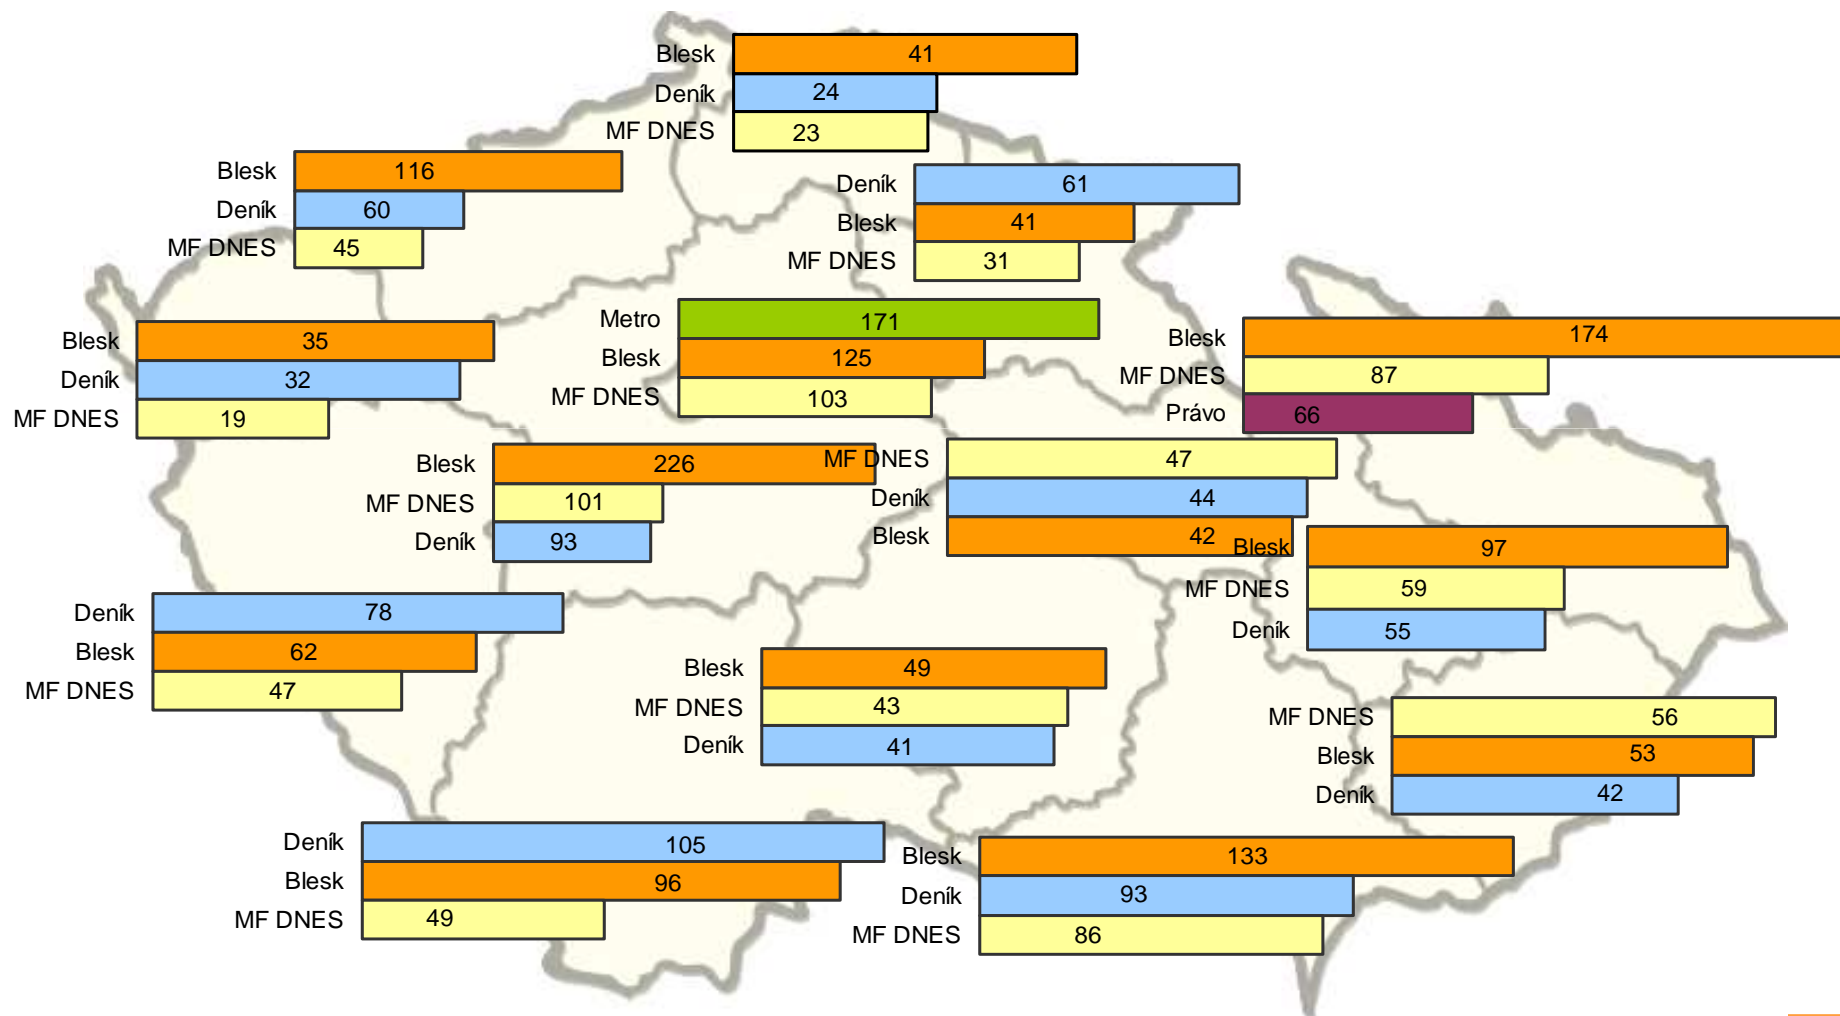 Blesk 41
Deník 24
MF DNES 23
Blesk 116
Deník 60
MF DNES 45
Deník 61
Blesk 41
MF DNES 31
Metro 171
Blesk 125
MF DNES 103
Blesk 174
MF DNES 87
Právo 66
Blesk 35
Deník 32
MF DNES 19
Blesk 226
MF DNES 101
Deník 93
MF DNES 47
Deník 44
Blesk 42
Blesk 97
MF DNES 59
Deník 55
Deník 78
Blesk 62
MF DNES 47
Blesk 49
MF DNES 43
Deník 41
MF DNES 56
Blesk 53
Deník 42
Deník 105
Blesk 96
MF DNES 49
Blesk 133
Deník 93
MF DNES 86